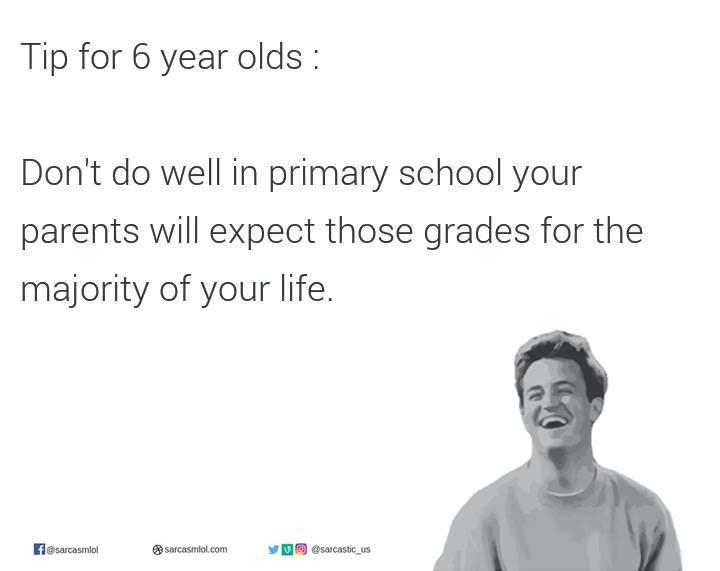 Tip for 6 year olds :
Don't do well in primary school your
parents will expect those grades for the
majority of your life.
@sarcasmlol sarcasmlol.com @sarcastic_us